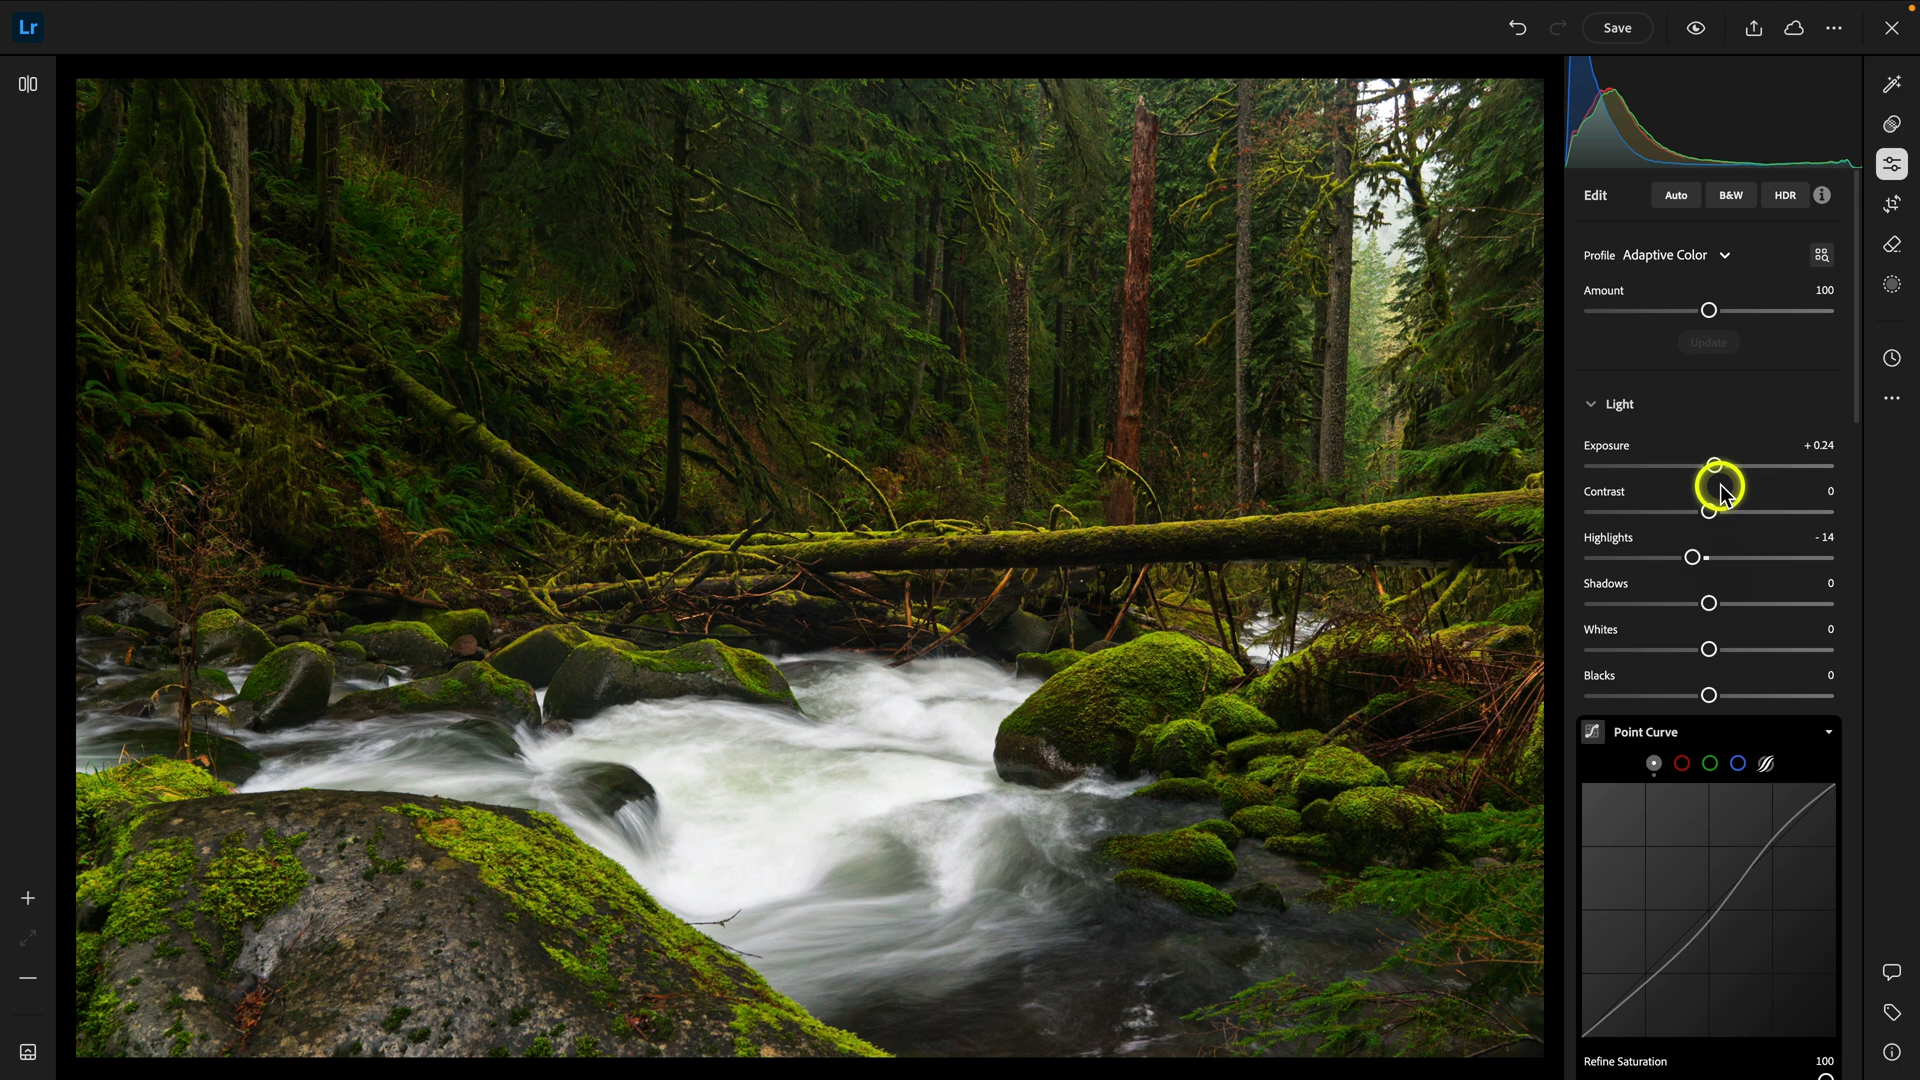 Lr
Save
Edit Auto B&W HDR
Profile Adaptive Color
Amount 100
Update
Light
Exposure + 0.24
Contrast 0
Highlights - 14
Shadows 0
Whites 0
Blacks 0
Point Curve
Refine Saturation 100